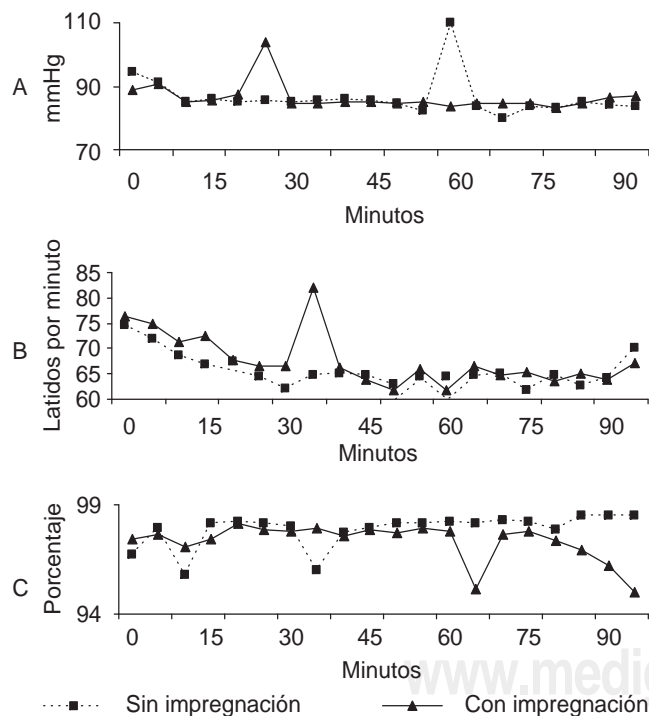 110
A
mmHg
90
70
0 15 30 45 60 75 90
Minutos
85
80
75
B
Latidos por minuto
70
65
60
0 15 30 45 60 75 90
Minutos
99
C
Porcentaje
94
0 15 30 45 60 75 90
Minutos
www.medig
Sin impregnación Con impregnación